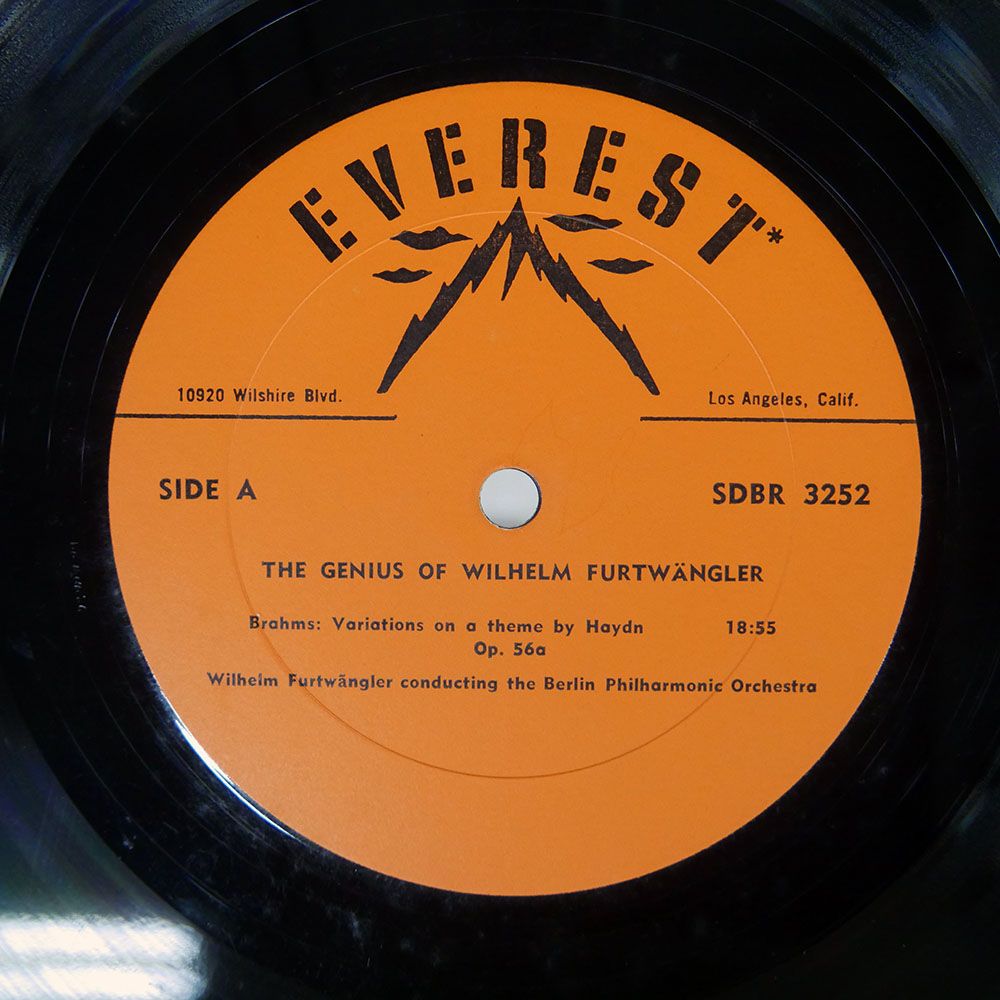 EVEREST*
10920 Wilshire Blvd.
Los Angeles, Calif.
SIDE A
SDBR 3252
THE GENIUS OF WILHELM FURTWÄNGLER
Brahms: Variations on a theme by Haydn 18:55
Op. 56a
Wilhelm Furtwängler conducting the Berlin Philharmonic Orchestra